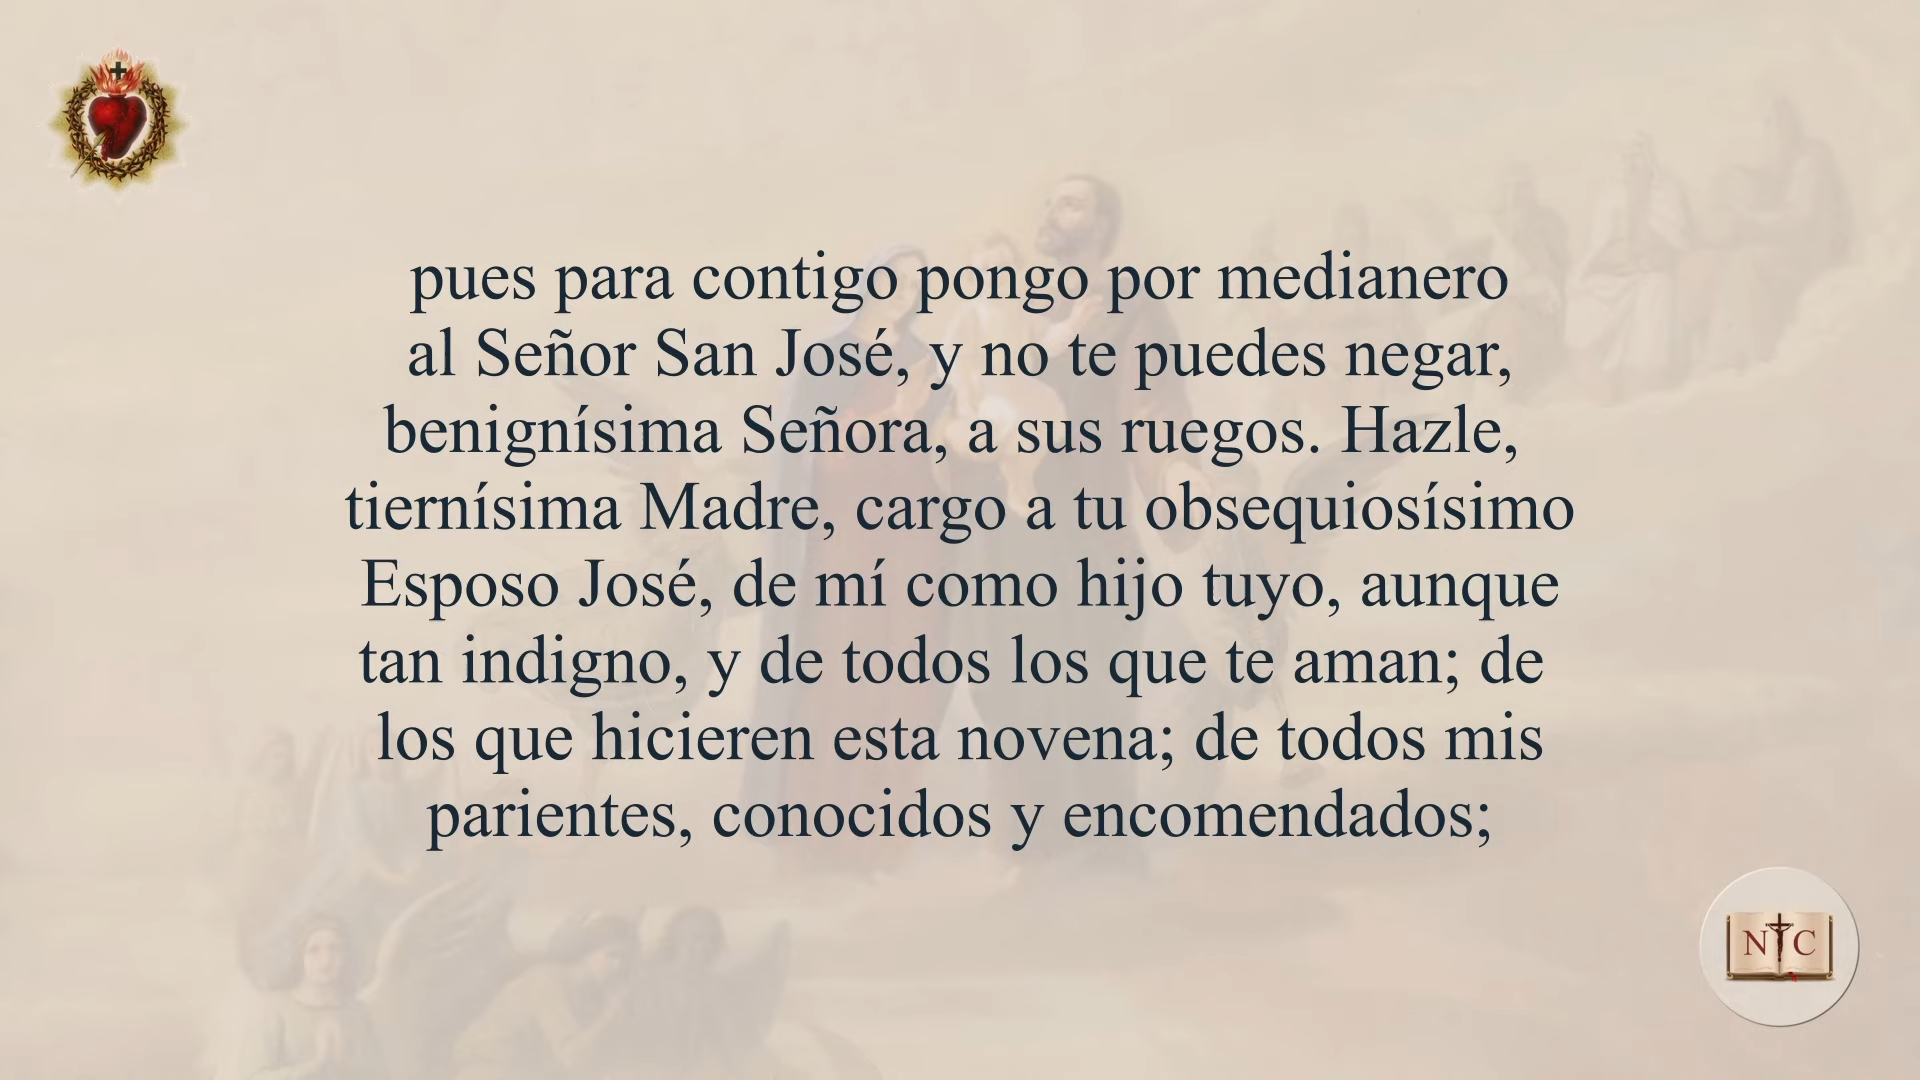 pues para contigo pongo por medianero
al Señor San José, y no te puedes negar,
benignísima Señora, a sus ruegos. Hazle,
tiernísima Madre, cargo a tu obsequiosísimo
Esposo José, de mí como hijo tuyo, aunque
tan indigno, y de todos los que te aman; de
los que hicieren esta novena; de todos mis
parientes, conocidos y encomendados;
N C